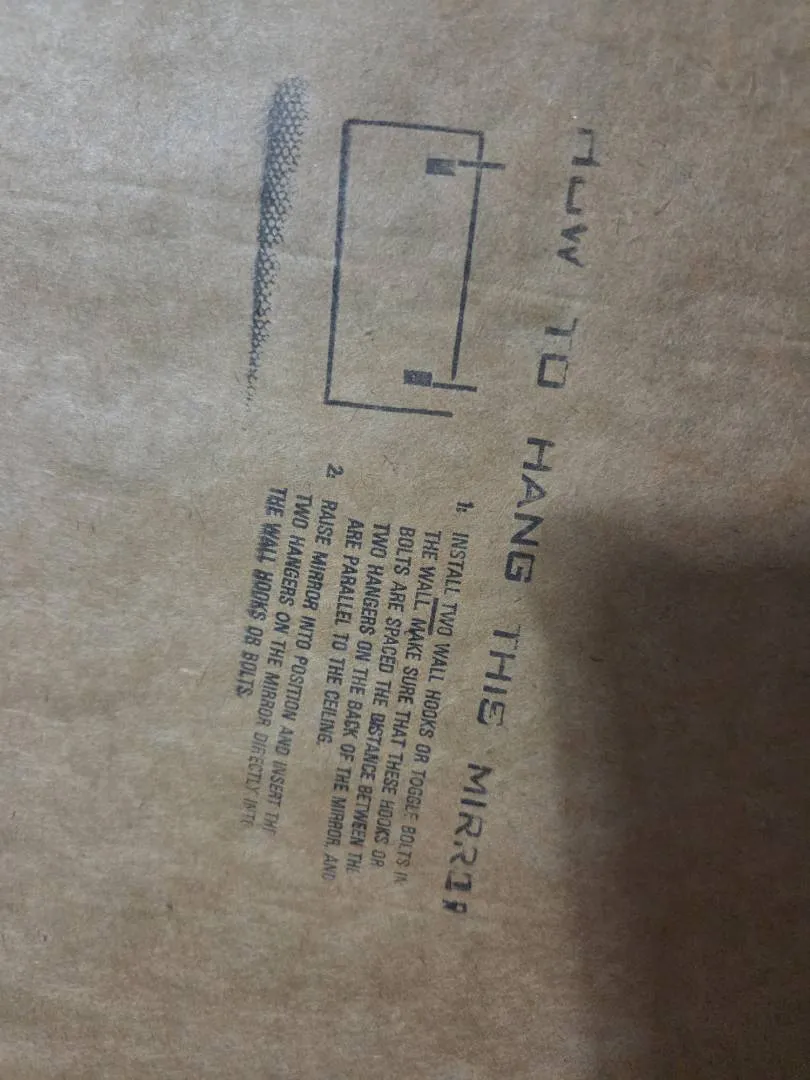 HOW TO HANG THIS MIRROR
1: INSTALL TWO WALL HOOKS OR TOGGLE BOLTS IN
THE WALL MAKE SURE THAT THESE HOOKS OR
BOLTS ARE SPACED THE DISTANCE BETWEEN THE
TWO HANGERS ON THE BACK OF THE MIRROR, AND
ARE PARALLEL TO THE CEILING.
2: RAISE MIRROR INTO POSITION AND INSERT THE
TWO HANGERS ON THE MIRROR DIRECTLY INTO
THE WALL HOOKS OR BOLTS.